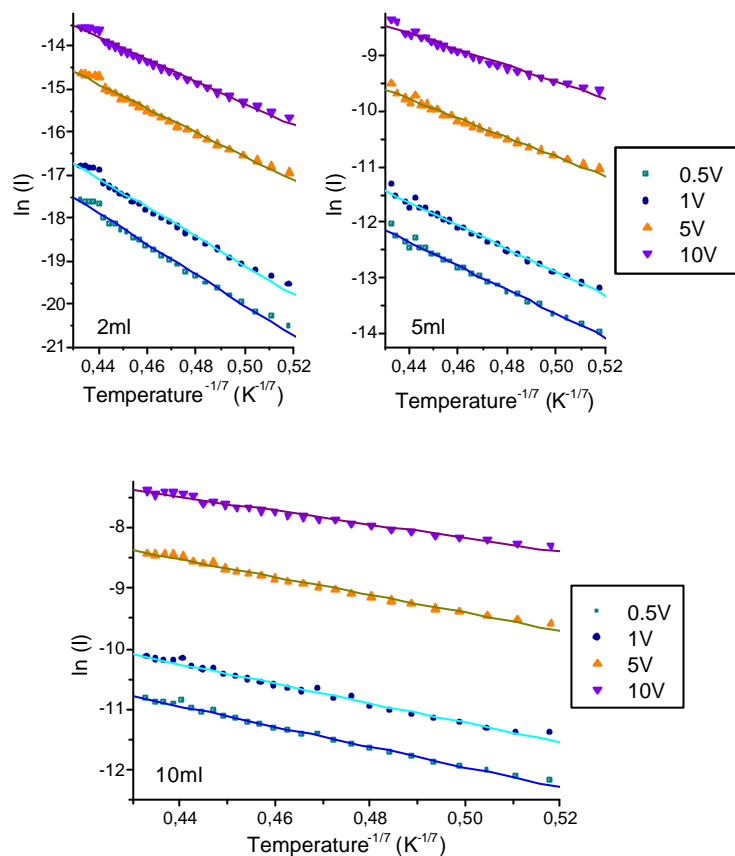 ln (I)
-14
-15
-16
-17
-18
-19
-20
-21
2ml
0,44
0,46
0,48
0,50
0,52
Temperature^-1/7 (K^-1/7)
-9
-10
-11
-12
-13
-14
5ml
0,44
0,46
0,48
0,50
0,52
Temperature^-1/7 (K^-1/7)
0.5V
1V
5V
10V
ln (I)
-8
-9
-10
-11
-12
10ml
0,44
0,46
0,48
0,50
0,52
Temperature^-1/7 (K^-1/7)
0.5V
1V
5V
10V